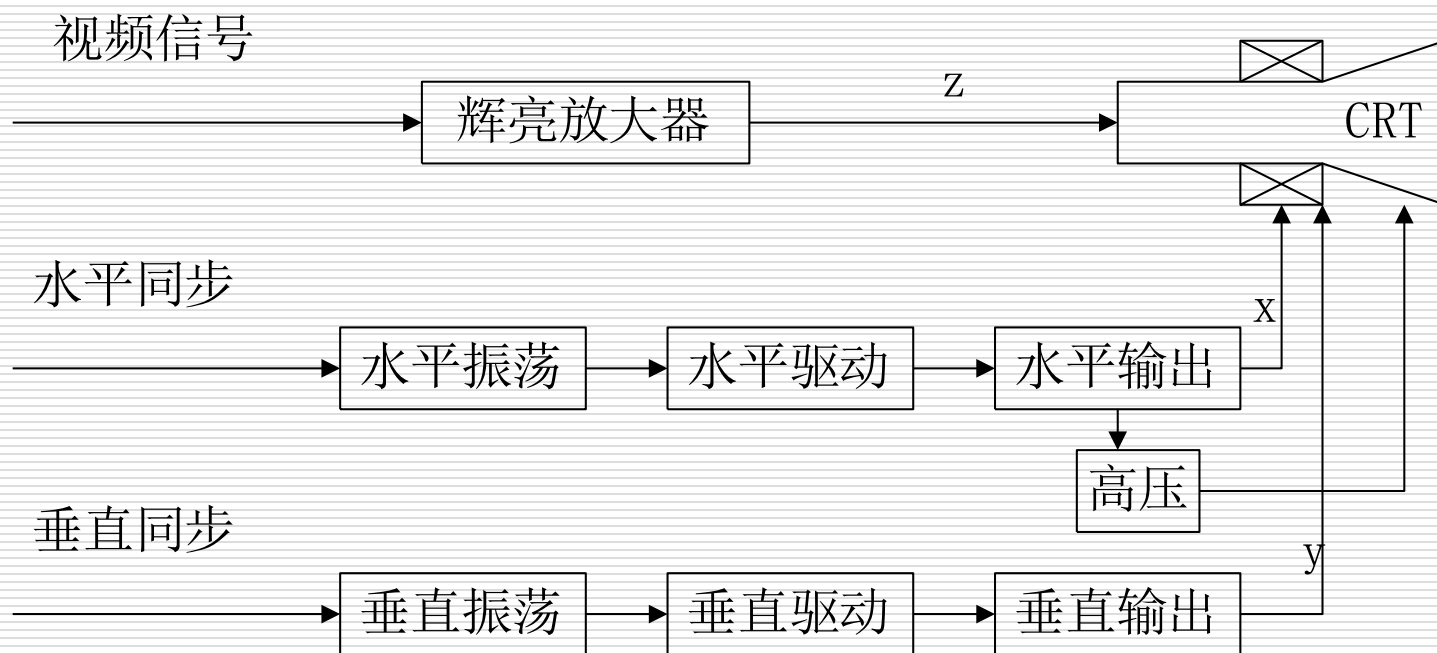 视频信号
辉亮放大器
z
CRT
水平同步
x
水平振荡
水平驱动
水平输出
高压
垂直同步
y
垂直振荡
垂直驱动
垂直输出